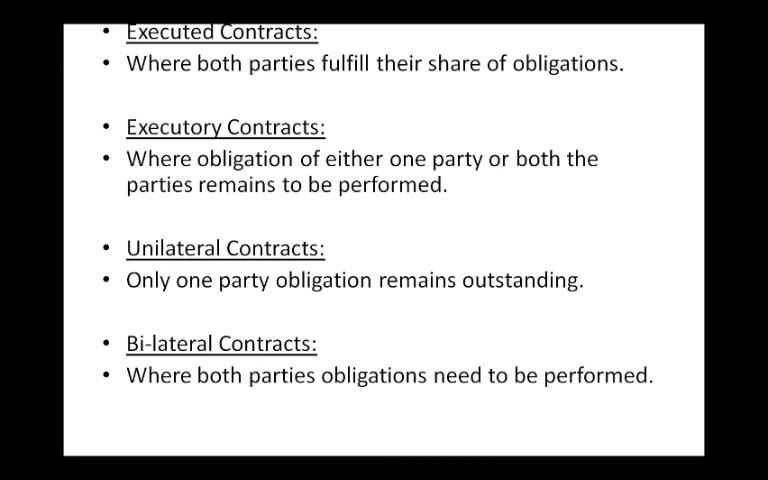 • Executed Contracts:
• Where both parties fulfill their share of obligations.
• Executory Contracts:
• Where obligation of either one party or both the
parties remains to be performed.
• Unilateral Contracts:
• Only one party obligation remains outstanding.
• Bi-lateral Contracts:
• Where both parties obligations need to be performed.